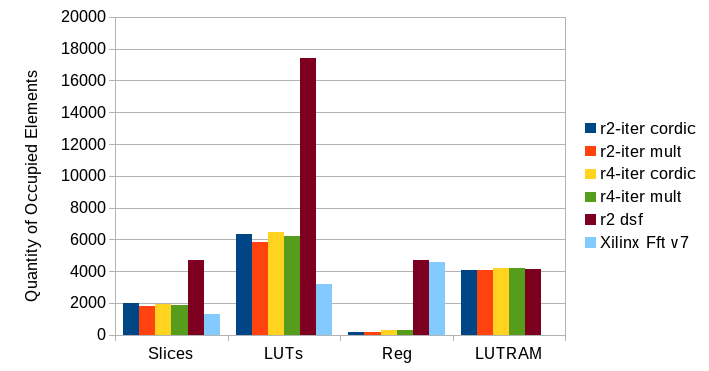 20000
18000
16000
14000
12000
10000
8000
6000
4000
2000
0
Quantity of Occupied Elements
Slices
LUTs
Reg
LUTRAM
r2-iter cordic
r2-iter mult
r4-iter cordic
r4-iter mult
r2 dsf
Xilinx Fft v7